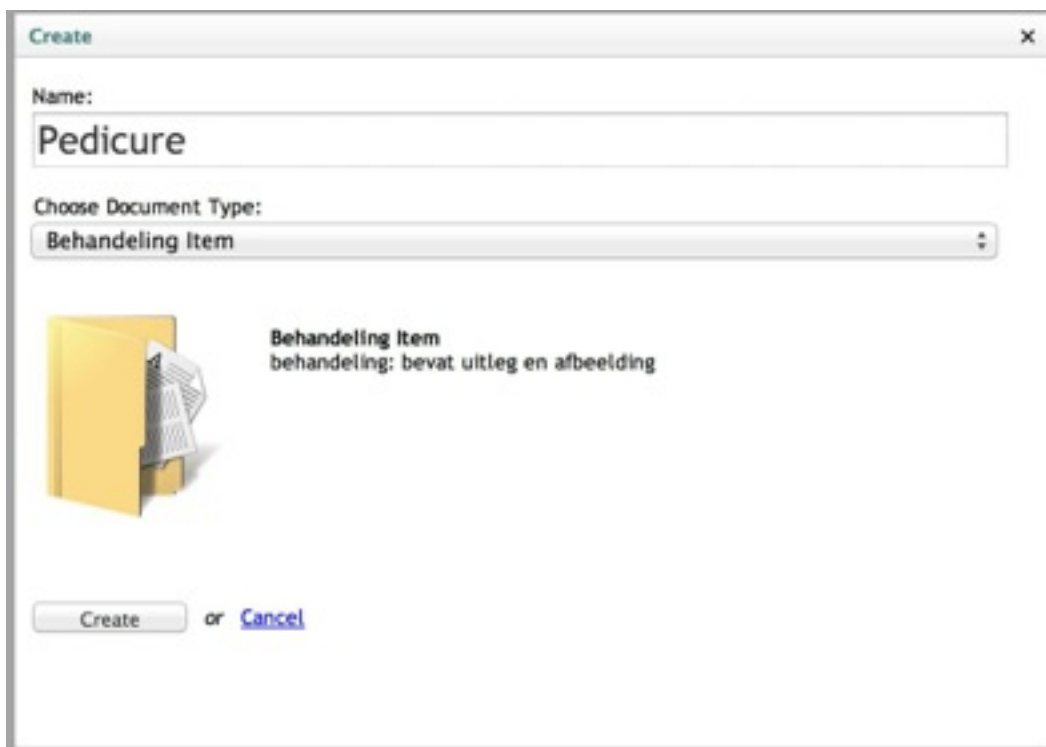 Create ×
Name:
Pedicure
Choose Document Type:
Behandeling Item
Behandeling Item
behandeling: bevat uitleg en afbeelding
Create or Cancel